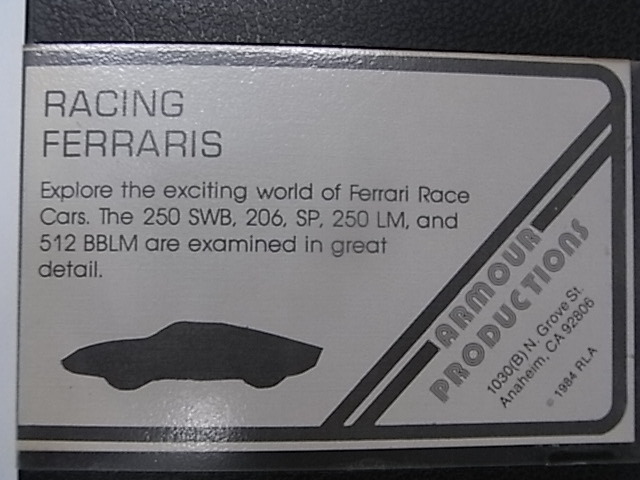 RACING
FERRARIS
Explore the exciting world of Ferrari Race
Cars. The 250 SWB, 206, SP, 250 LM, and
512 BBLM are examined in great
detail.
ARMOUR
PRODUCTIONS
1030(B) N. Grove St.
Anaheim, CA 92806
© 1984 RLA